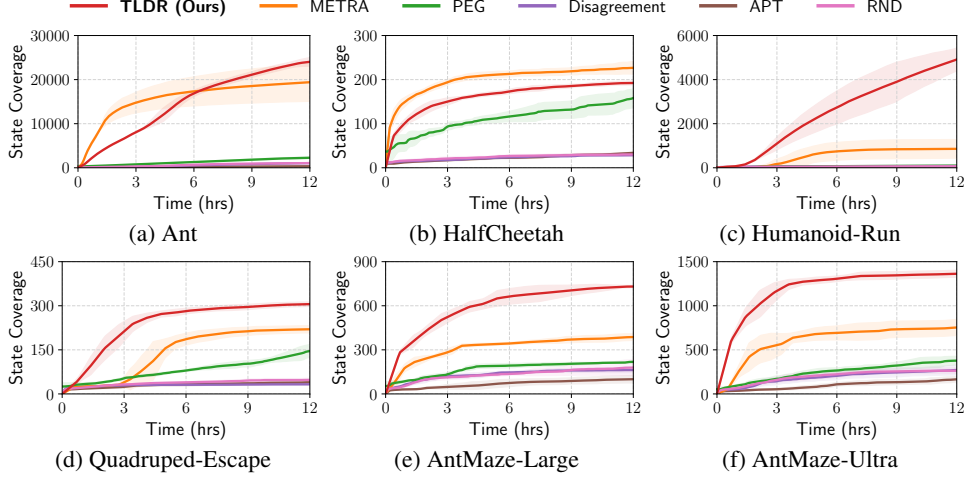 TLDR (Ours) METRA PEG Disagreement APT RND
State Coverage
30000
20000
10000
0
0 3 6 9 12
Time (hrs)
(a) Ant
State Coverage
300
200
100
0
0 3 6 9 12
Time (hrs)
(b) HalfCheetah
State Coverage
6000
4000
2000
0
0 3 6 9 12
Time (hrs)
(c) Humanoid-Run
State Coverage
450
300
150
0
0 3 6 9 12
Time (hrs)
(d) Quadruped-Escape
State Coverage
900
600
300
0
0 3 6 9 12
Time (hrs)
(e) AntMaze-Large
State Coverage
1500
1000
500
0
0 3 6 9 12
Time (hrs)
(f) AntMaze-Ultra